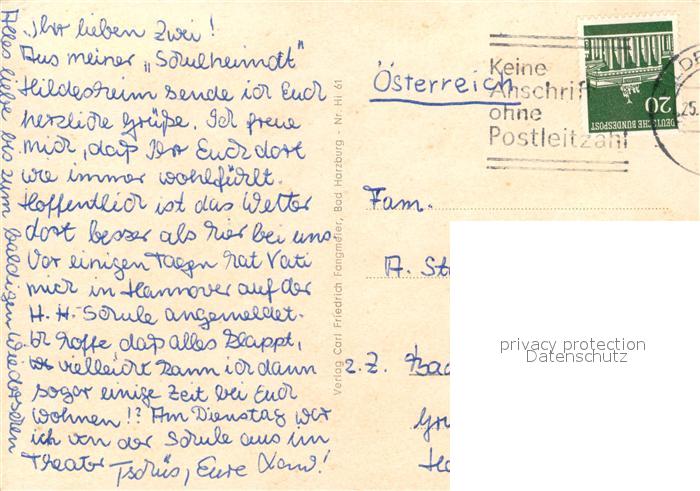 Ihr lieben Zwei!
Aus meiner „Schulheimatt"
Hildesheim sende ich Euch
herzliche Grüße. Ich freue
mich, daß Ihr Euch dort
wie immer wohlfühlt.
Hoffentlich ist das Wetter
dort besser als hier bei uns.
Vor einigen Tagen hat Vati
mich in Hannover auf der
H. H. Schule angemeldet.
Ich hoffe daß alles klappt,
vielleicht kann ich dann
sogar einige Zeit bei Euch
wohnen!? Am Dienstag war
ich von der Schule aus im
Theater Tschüs, Eure
Alles liebe bis zum baldigen Wiedersehen
Verlag Carl Friedrich Fangmeier, Bad Harzburg - Nr. Hi 61
Keine
Anschrift
ohne
Postleitzahl
25.
20
DEUTSCHE BUNDESPOST
Österreich
Fam.
A. St
z. Z. Bad
privacy protection
Datenschutz